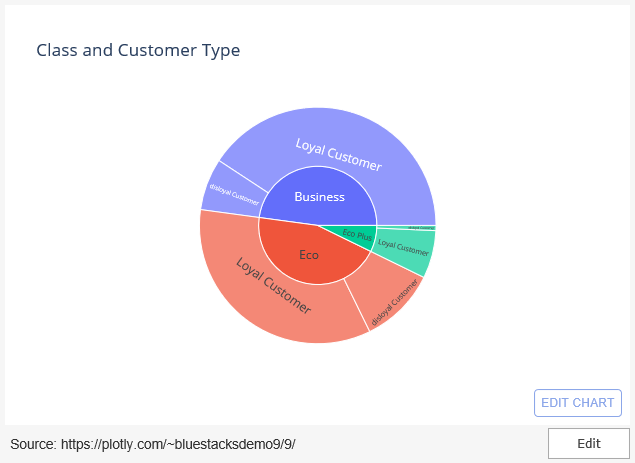 Class and Customer Type
Loyal Customer
disloyal Customer
Business
Eco Plus
Loyal Customer
Eco
Loyal Customer
disloyal Customer
EDIT CHART
Source: https://plotly.com/~bluestacksdemo9/9/
Edit